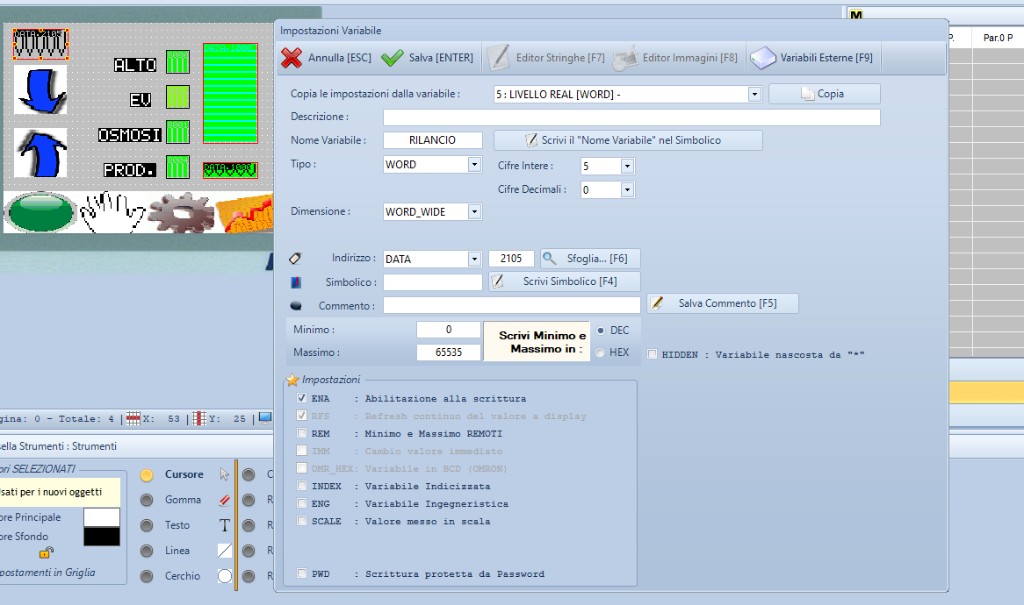 M
Impostazioni Variabile
P.
Par.0 P
Annulla [ESC]
Salva [ENTER]
Editor Stringhe [F7]
Editor Immagini [F8]
Variabili Esterne [F9]
ALTO
EV
OSMOSI
PROD.
Copia le impostazioni dalla variabile :
5 : LIVELLO REAL [WORD] -
Copia
Descrizione :
Nome Variabile :
RILANCIO
Scrivi il "Nome Variabile" nel Simbolico
Tipo :
WORD
Cifre Intere :
5
Cifre Decimali :
0
Dimensione :
WORD_WIDE
Indirizzo :
DATA
2105
Sfoglia... [F6]
Simbolico :
Scrivi Simbolico [F4]
Commento :
Salva Commento [F5]
Minimo :
0
Scrivi Minimo e
Massimo in :
DEC
Massimo :
65535
HEX
HIDDEN : Variabile nascosta da "*"
Impostazioni
ENA : Abilitazione alla scrittura
RFS : Refresh continuo del valore a display
REM : Minimo e Massimo REMOTI
IMM : Cambio valore immediato
OMR_HEX: Variabile in BCD (OMRON)
INDEX : Variabile Indicizzata
ENG : Variabile Ingegneristica
SCALE : Valore messo in scala
PWD : Scrittura protetta da Password
gina: 0 - Totale: 4 | X: 53 | Y: 25 |
sella Strumenti : Strumenti
ori SELEZIONATI
sati per i nuovi oggetti
ore Principale
ore Sfondo
postamenti in Griglia
Cursore
Gomma
Testo
T
Linea
Cerchio
C
R
R
R
R